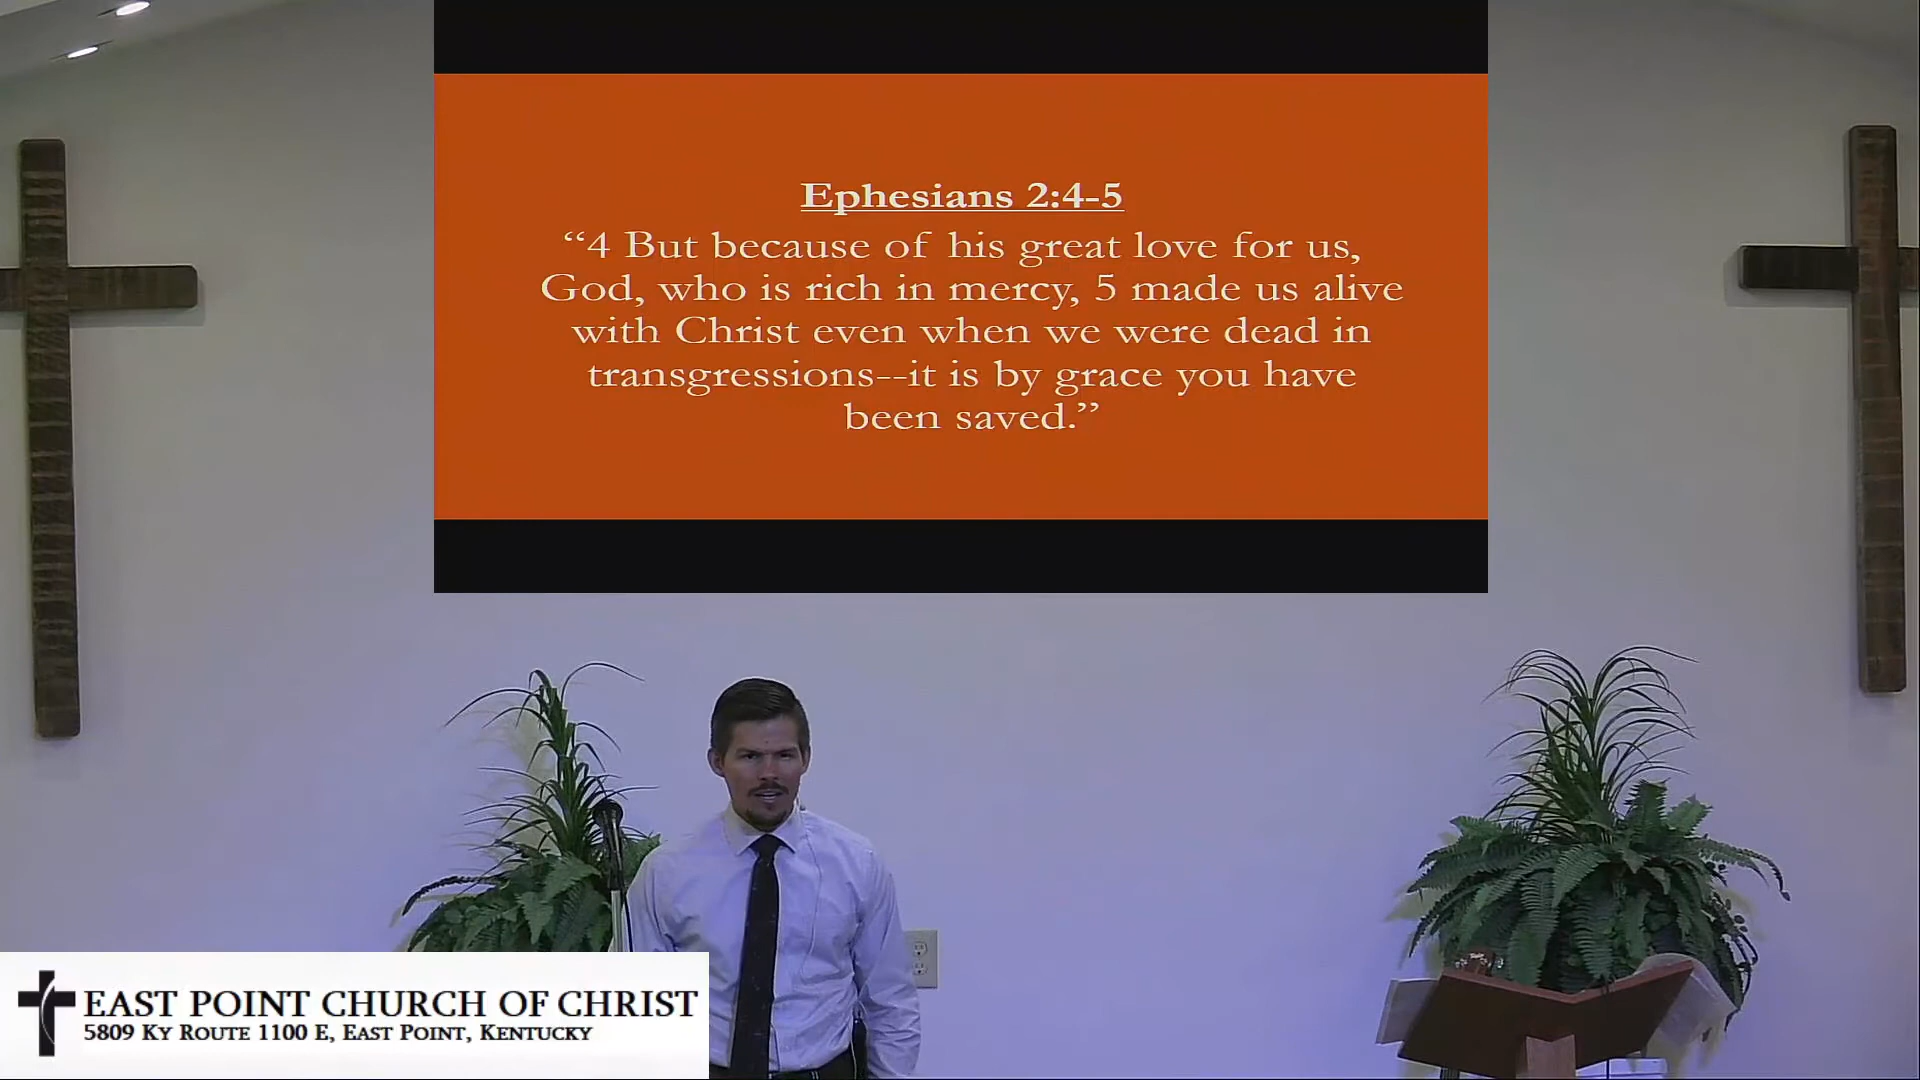 Ephesians 2:4-5
“4 But because of his great love for us,
God, who is rich in mercy, 5 made us alive
with Christ even when we were dead in
transgressions--it is by grace you have
been saved.”
EAST POINT CHURCH OF CHRIST
5809 KY ROUTE 1100 E, EAST POINT, KENTUCKY